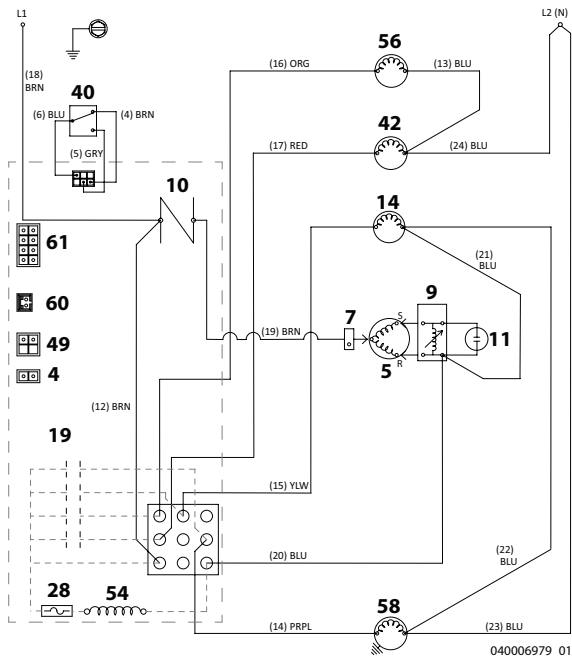 L1
L2 (N)
(18)
BRN
40
(6) BLU
(4) BRN
(5) GRY
56
(16) ORG
(13) BLU
42
(17) RED
(24) BLU
10
14
61
(21)
BLU
9
60
7
S
(19) BRN
11
49
R
5
4
(12) BRN
19
(15) YLW
(20) BLU
(22)
BLU
28
54
58
(14) PRPL
(23) BLU
040006979_01